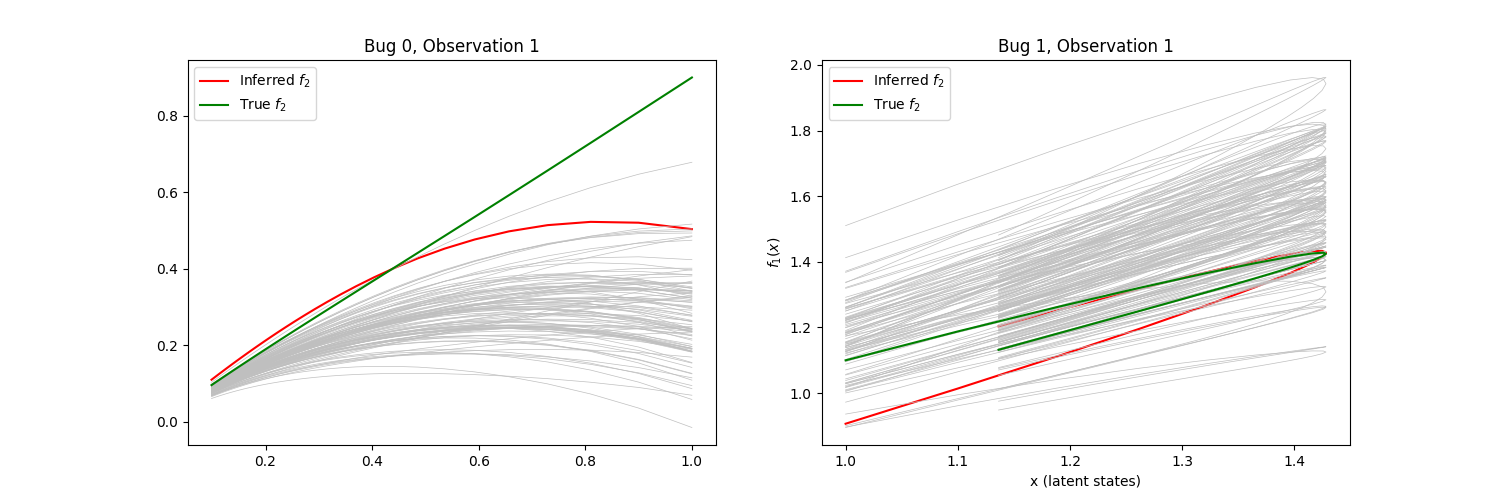 Bug 0, Observation 1
Inferred f₂
True f₂
0.8
0.6
0.4
0.2
0.0
0.2
0.4
0.6
0.8
1.0
Bug 1, Observation 1
Inferred f₂
True f₂
f₁(x)
2.0
1.8
1.6
1.4
1.2
1.0
1.0
1.1
1.2
1.3
1.4
x (latent states)